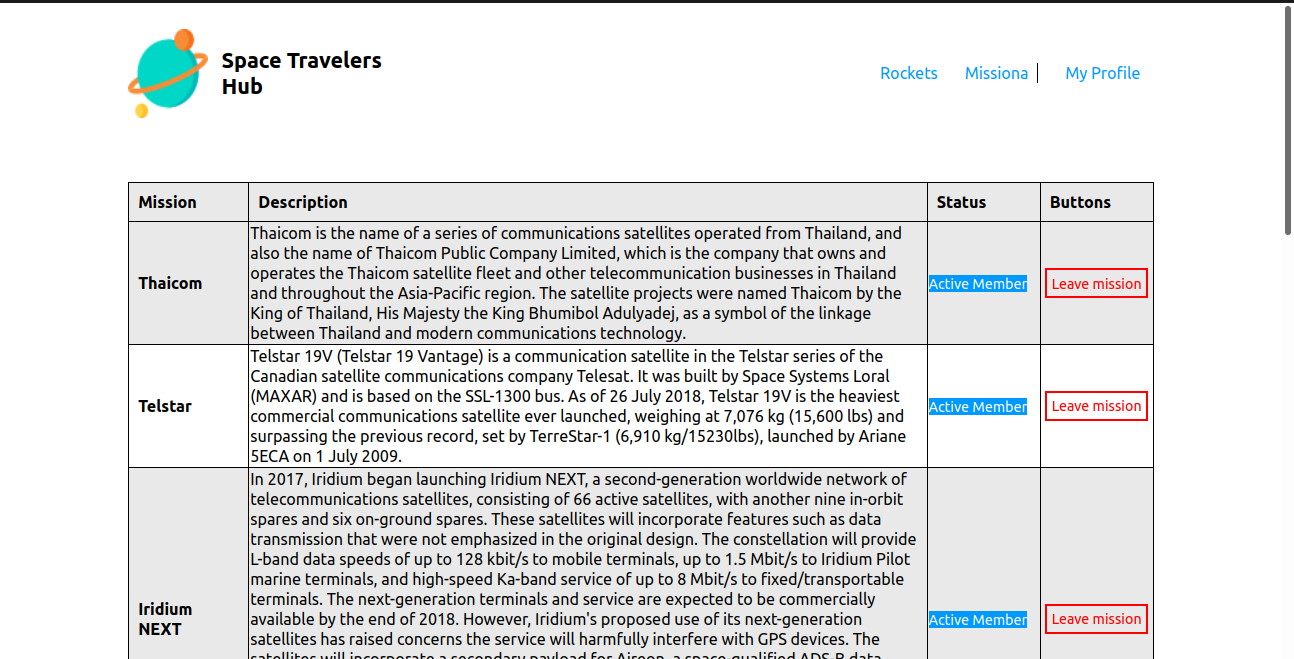 Space Travelers
Hub
Rockets Missiona My Profile
Mission Description Status Buttons
Thaicom
Thaicom is the name of a series of communications satellites operated from Thailand, and
also the name of Thaicom Public Company Limited, which is the company that owns and
operates the Thaicom satellite fleet and other telecommunication businesses in Thailand
and throughout the Asia-Pacific region. The satellite projects were named Thaicom by the
King of Thailand, His Majesty the King Bhumibol Adulyadej, as a symbol of the linkage
between Thailand and modern communications technology.
Active Member
Leave mission
Telstar
Telstar 19V (Telstar 19 Vantage) is a communication satellite in the Telstar series of the
Canadian satellite communications company Telesat. It was built by Space Systems Loral
(MAXAR) and is based on the SSL-1300 bus. As of 26 July 2018, Telstar 19V is the heaviest
commercial communications satellite ever launched, weighing at 7,076 kg (15,600 lbs) and
surpassing the previous record, set by TerreStar-1 (6,910 kg/15230lbs), launched by Ariane
5ECA on 1 July 2009.
Active Member
Leave mission
Iridium
NEXT
In 2017, Iridium began launching Iridium NEXT, a second-generation worldwide network of
telecommunications satellites, consisting of 66 active satellites, with another nine in-orbit
spares and six on-ground spares. These satellites will incorporate features such as data
transmission that were not emphasized in the original design. The constellation will provide
L-band data speeds of up to 128 kbit/s to mobile terminals, up to 1.5 Mbit/s to Iridium Pilot
marine terminals, and high-speed Ka-band service of up to 8 Mbit/s to fixed/transportable
terminals. The next-generation terminals and service are expected to be commercially
available by the end of 2018. However, Iridium's proposed use of its next-generation
satellites has raised concerns the service will harmfully interfere with GPS devices. The
satellites will incorporate a secondary payload for Aireon, a space-qualified ADS-B data
Active Member
Leave mission